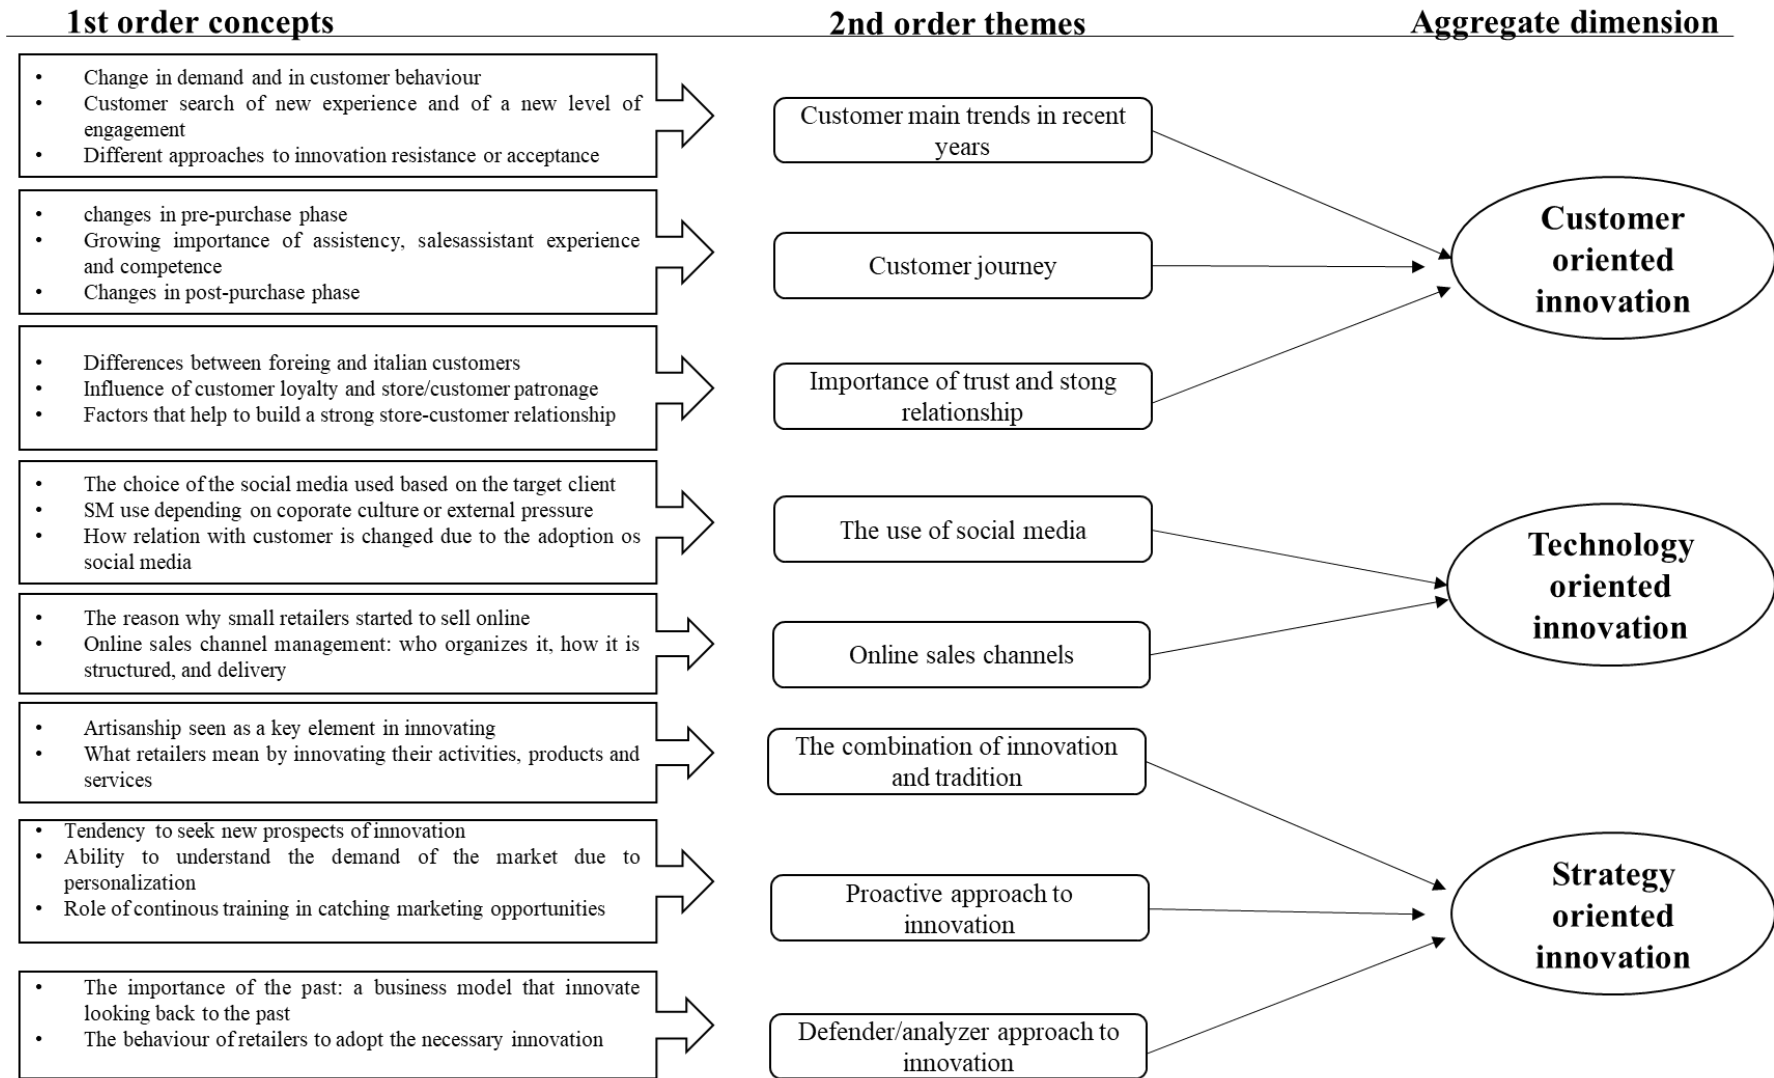 1st order concepts
2nd order themes
Aggregate dimension
• Change in demand and in customer behaviour
• Customer search of new experience and of a new level of
engagement
• Different approaches to innovation resistance or acceptance
Customer main trends in recent
years
• changes in pre-purchase phase
• Growing importance of assistency, salesassistant experience
and competence
• Changes in post-purchase phase
Customer journey
• Differences between foreing and italian customers
• Influence of customer loyalty and store/customer patronage
• Factors that help to build a strong store-customer relationship
Importance of trust and stong
relationship
Customer
oriented
innovation
• The choice of the social media used based on the target client
• SM use depending on coporate culture or external pressure
• How relation with customer is changed due to the adoption os
social media
The use of social media
• The reason why small retailers started to sell online
• Online sales channel management: who organizes it, how it is
structured, and delivery
Online sales channels
Technology
oriented
innovation
• Artisanship seen as a key element in innovating
• What retailers mean by innovating their activities, products and
services
The combination of innovation
and tradition
• Tendency to seek new prospects of innovation
• Ability to understand the demand of the market due to
personalization
• Role of continous training in catching marketing opportunities
Proactive approach to
innovation
• The importance of the past: a business model that innovate
looking back to the past
• The behaviour of retailers to adopt the necessary innovation
Defender/analyzer approach to
innovation
Strategy
oriented
innovation